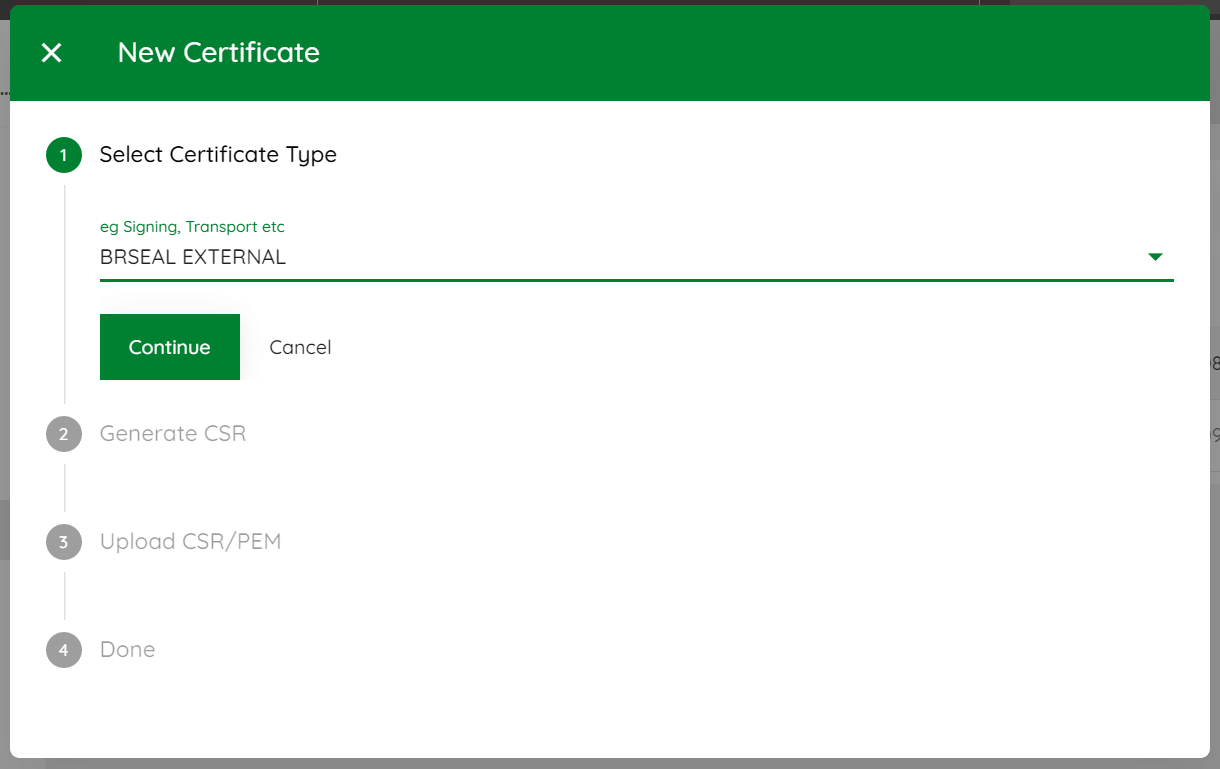 New Certificate
1 Select Certificate Type
eg Signing, Transport etc
BRSEAL EXTERNAL
Continue Cancel
2 Generate CSR
3 Upload CSR/PEM
4 Done